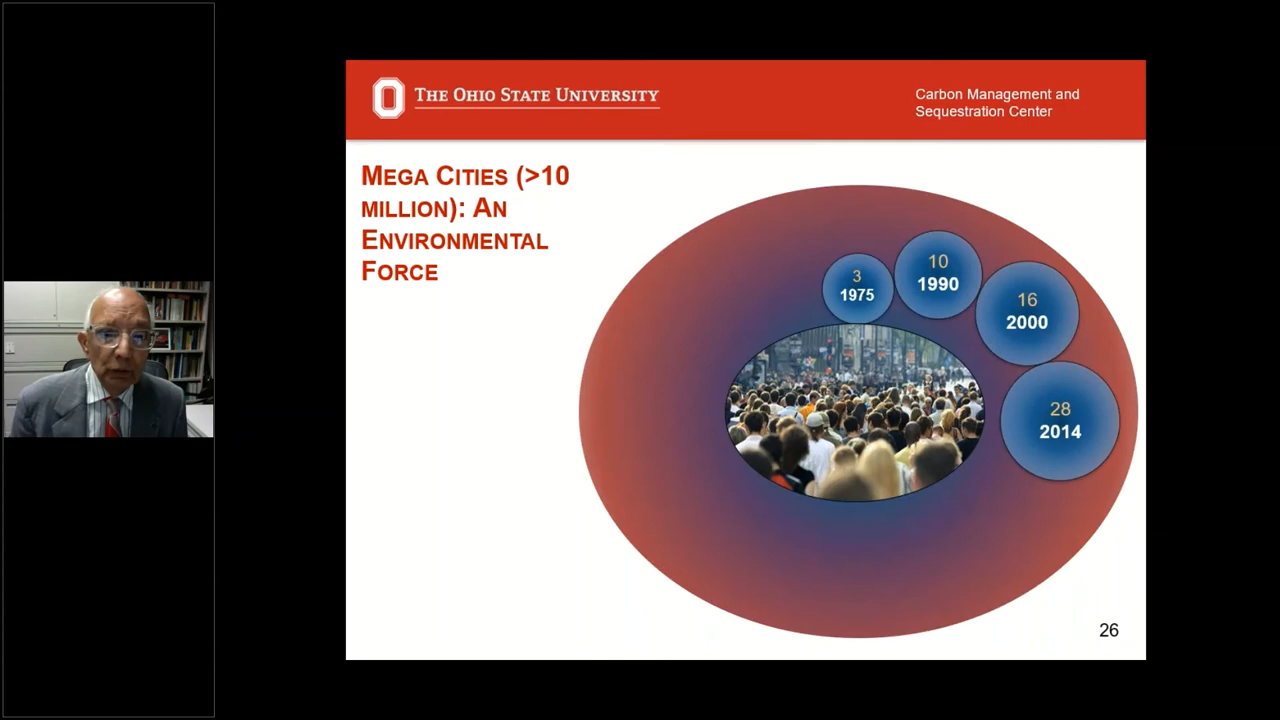 THE OHIO STATE UNIVERSITY
Carbon Management and
Sequestration Center
MEGA CITIES (>10
MILLION): AN
ENVIRONMENTAL
FORCE
3
1975
10
1990
16
2000
28
2014
26